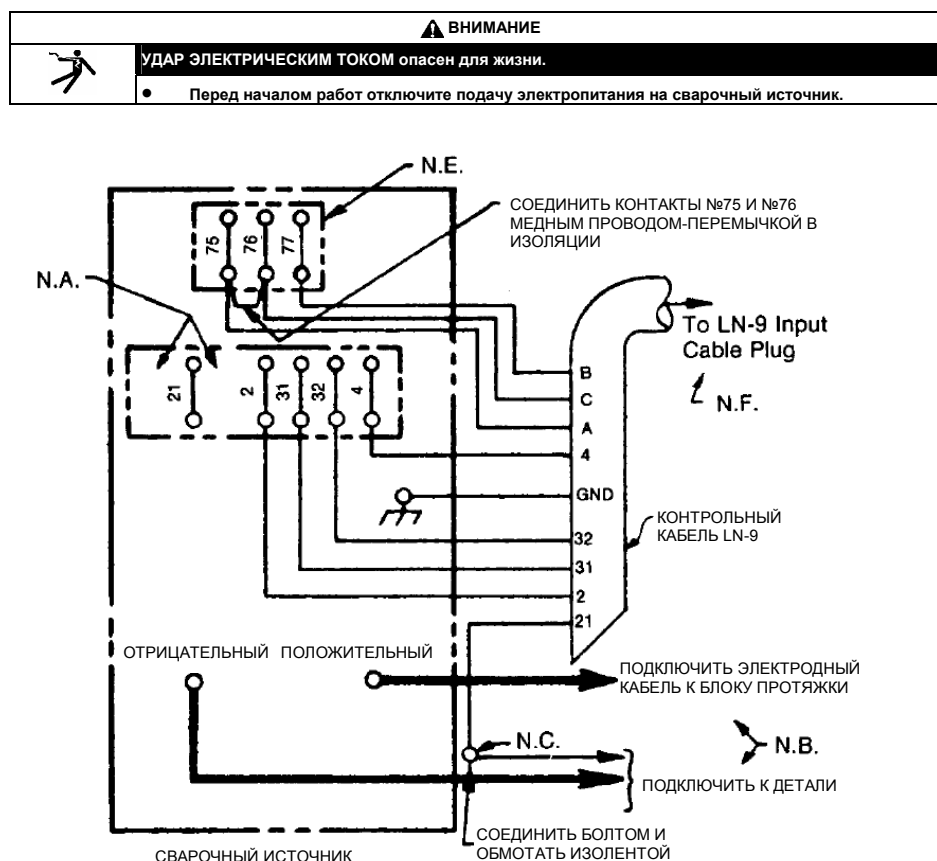 ВНИМАНИЕ
УДАР ЭЛЕКТРИЧЕСКИМ ТОКОМ опасен для жизни.
● Перед началом работ отключите подачу электропитания на сварочный источник.
N.E.
СОЕДИНИТЬ КОНТАКТЫ №75 И №76
МЕДНЫМ ПРОВОДОМ-ПЕРЕМЫЧКОЙ В
ИЗОЛЯЦИИ
75 76 77
N.A.
To LN-9 Input
Cable Plug
N.F.
21 2 31 32 4
B
C
A
4
GND
32
31
2
21
КОНТРОЛЬНЫЙ
КАБЕЛЬ LN-9
ОТРИЦАТЕЛЬНЫЙ ПОЛОЖИТЕЛЬНЫЙ
ПОДКЛЮЧИТЬ ЭЛЕКТРОДНЫЙ
КАБЕЛЬ К БЛОКУ ПРОТЯЖКИ
N.C.
N.B.
ПОДКЛЮЧИТЬ К ДЕТАЛИ
СОЕДИНИТЬ БОЛТОМ И
ОБМОТАТЬ ИЗОЛЕНТОЙ
СВАРОЧНЫЙ ИСТОЧНИК